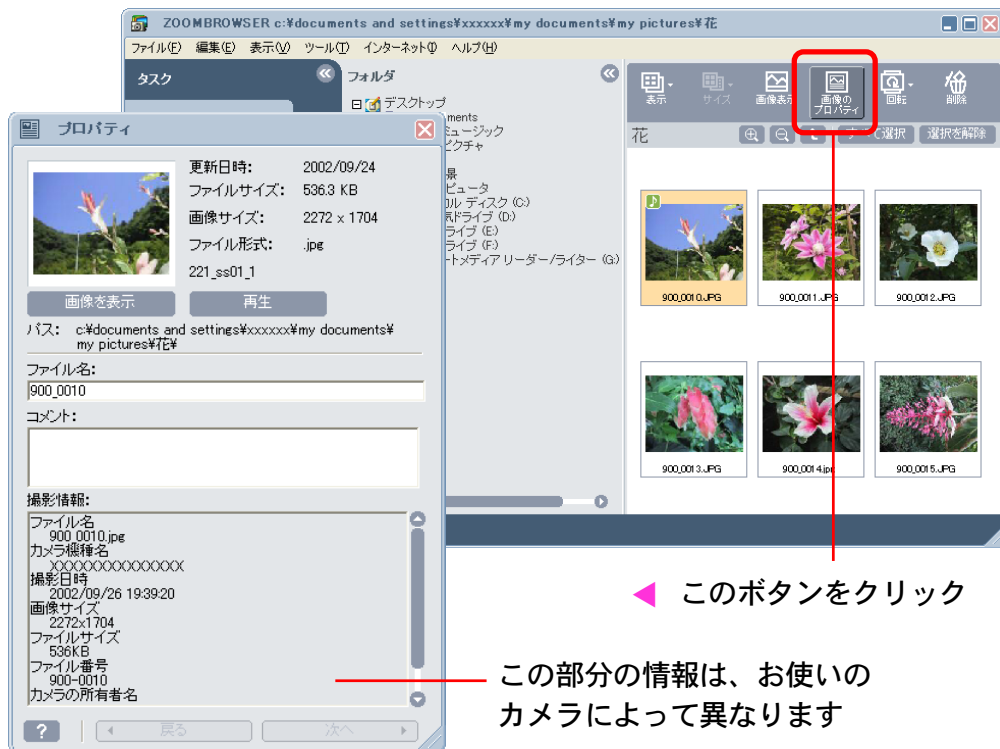 ZOOMBROWSER c:¥documents and settings¥xxxxxx¥my documents¥my pictures¥花
ファイル(F) 編集(E) 表示(V) ツール(T) インターネット(I) ヘルプ(H)
タスク
フォルダ
デスクトップ
ments
ミュージック
ピクチャ
景
ピュータ
ル ディスク (C:)
ドライブ (D:)
ライブ (E:)
ライブ (F:)
ートメディア リーダー/ライター (G:)
表示
サイズ
画像表示
画像の
プロパティ
回転
削除
花
て選択
選択を解除
900_0010.JPG
900_0011.JPG
900_0012.JPG
900_0013.JPG
900_0014.jpg
900_0015.JPG
プロパティ
更新日時: 2002/09/24
ファイルサイズ: 536.3 KB
画像サイズ: 2272 x 1704
ファイル形式: .jpg
221_ss01_1
画像を表示
再生
パス: c:¥documents and settings¥xxxxxx¥my documents¥
my pictures¥花¥
ファイル名:
900_0010
コメント:
撮影情報:
ファイル名
900_0010.jpg
カメラ機種名
XXXXXXXXXXXXXX
撮影日時
2002/09/26 19:39:20
画像サイズ
2272x1704
ファイルサイズ
536KB
ファイル番号
900-0010
カメラの所有者名
?
戻る
次へ
このボタンをクリック
この部分の情報は、お使いの
カメラによって異なります